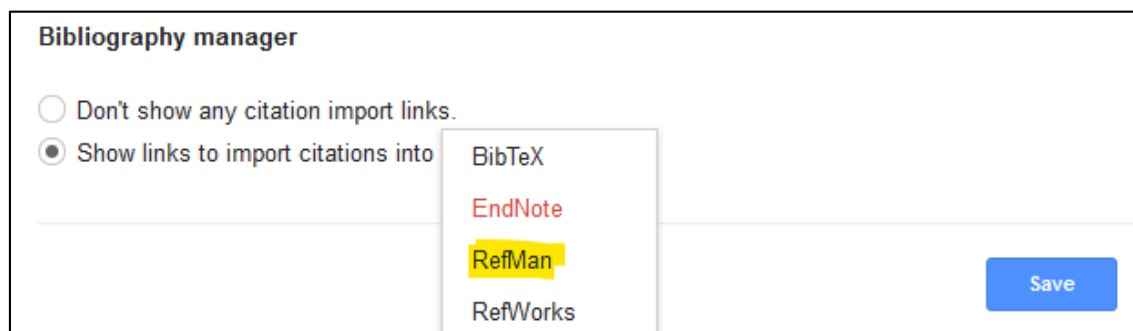 Bibliography manager
Don't show any citation import links.
Show links to import citations into
BibTeX
EndNote
RefMan
RefWorks
Save